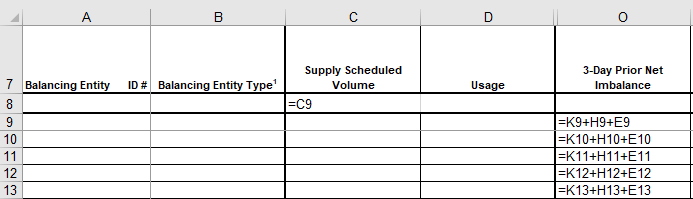 A B C D O
7 Balancing Entity ID # Balancing Entity Type¹ Supply Scheduled Volume Usage 3-Day Prior Net Imbalance
8 =C9
9 =K9+H9+E9
10 =K10+H10+E10
11 =K11+H11+E11
12 =K12+H12+E12
13 =K13+H13+E13